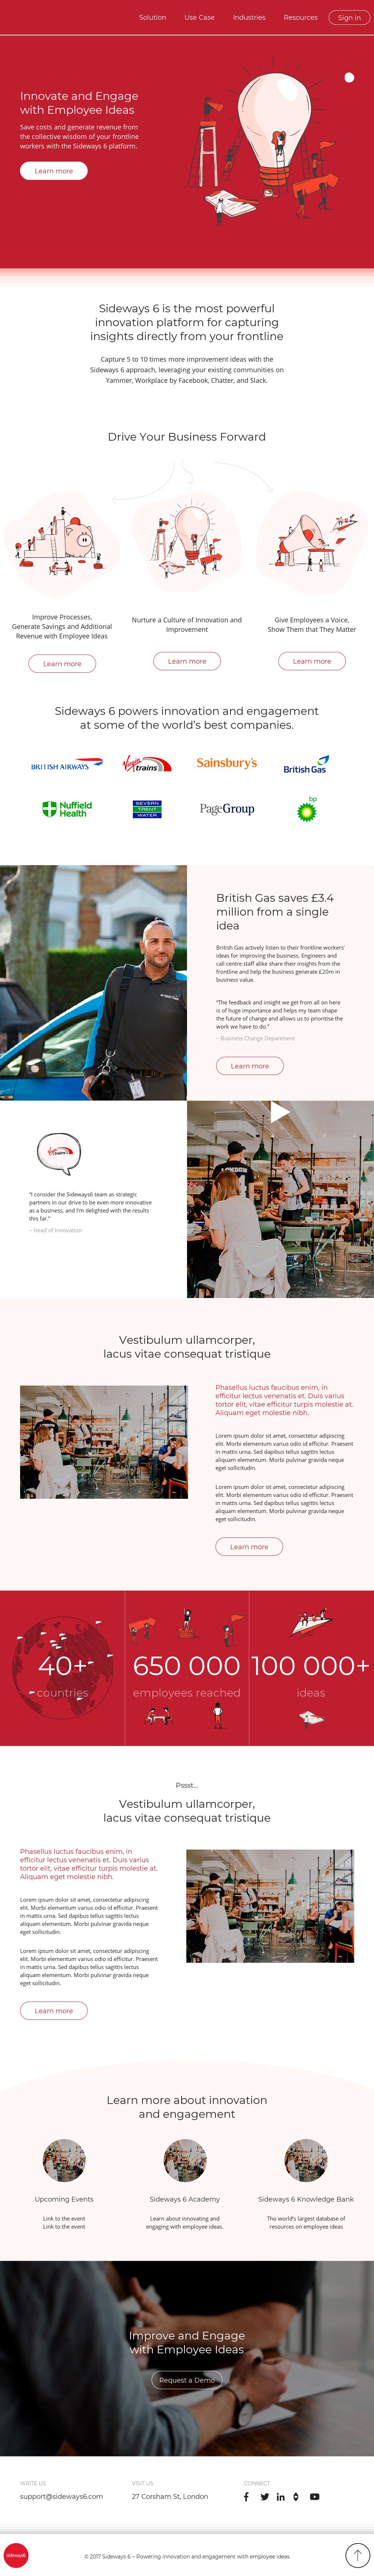 Solution
Use Case
Industries
Resources
Sign in
Innovate and Engage
with Employee Ideas
Save costs and generate revenue from
the collective wisdom of your frontline
workers with the Sideways 6 platform.
Learn more
Sideways 6 is the most powerful
innovation platform for capturing
insights directly from your frontline
Capture 5 to 10 times more improvement ideas with the
Sideways 6 approach, leveraging your existing communities on
Yammer, Workplace by Facebook, Chatter, and Slack.
Drive Your Business Forward
Improve Processes,
Generate Savings and Additional
Revenue with Employee Ideas
Learn more
Nurture a Culture of Innovation and
Improvement
Learn more
Give Employees a Voice,
Show Them that They Matter
Learn more
Sideways 6 powers innovation and engagement
at some of the world's best companies.
BRITISH AIRWAYS
Virgin
trains
Sainsbury's
British Gas
Nuffield
Health
SEVERN
TRENT
WATER
PageGroup
bp
British Gas saves £3.4
million from a single
idea
British Gas actively listen to their frontline workers'
ideas for improving the business. Engineers and
call centre staff alike share their insights from the
frontline and help the business generate £20m in
business value.
"The feedback and insight we get from all on here
is of huge importance and helps my team shape
the future of change and allows us to prioritise the
work we have to do."
– Business Change Department
Learn more
Virgin
trains
"I consider the Sideways6 team as strategic
partners in our drive to be even more innovative
as a business, and I'm delighted with the results
this far."
– Head of Innovation
LONDON
Vestibulum ullamcorper,
lacus vitae consequat tristique
Phasellus luctus faucibus enim, in
efficitur lectus venenatis et. Duis varius
tortor elit, vitae efficitur turpis molestie at.
Aliquam eget molestie nibh.
Lorem ipsum dolor sit amet, consectetur adipiscing
elit. Morbi elementum varius odio id efficitur. Praesent
in mattis urna. Sed dapibus tellus sagittis lectus
aliquam elementum. Morbi pulvinar gravida neque
eget sollicitudin.
Lorem ipsum dolor sit amet, consectetur adipiscing
elit. Morbi elementum varius odio id efficitur. Praesent
in mattis urna. Sed dapibus tellus sagittis lectus
aliquam elementum. Morbi pulvinar gravida neque
eget sollicitudin.
Learn more
40+
countries
650 000
employees reached
100 000+
ideas
Pssst...
Vestibulum ullamcorper,
lacus vitae consequat tristique
Phasellus luctus faucibus enim, in
efficitur lectus venenatis et. Duis varius
tortor elit, vitae efficitur turpis molestie at.
Aliquam eget molestie nibh.
Lorem ipsum dolor sit amet, consectetur adipiscing
elit. Morbi elementum varius odio id efficitur. Praesent
in mattis urna. Sed dapibus tellus sagittis lectus
aliquam elementum. Morbi pulvinar gravida neque
eget sollicitudin.
Lorem ipsum dolor sit amet, consectetur adipiscing
elit. Morbi elementum varius odio id efficitur. Praesent
in mattis urna. Sed dapibus tellus sagittis lectus
aliquam elementum. Morbi pulvinar gravida neque
eget sollicitudin.
Learn more
Learn more about innovation
and engagement
Upcoming Events
Link to the event
Link to the event
Sideways 6 Academy
Learn about innovating and
engaging with employee ideas.
Sideways 6 Knowledge Bank
Tho world's largest database of
resources on employee ideas
Improve and Engage
with Employee Ideas
Request a Demo
WRITE US
support@sideways6.com
VISIT US
27 Corsham St, London
CONNECT
sideways6
© 2017 Sideways 6 – Powering innovation and engagement with employee ideas